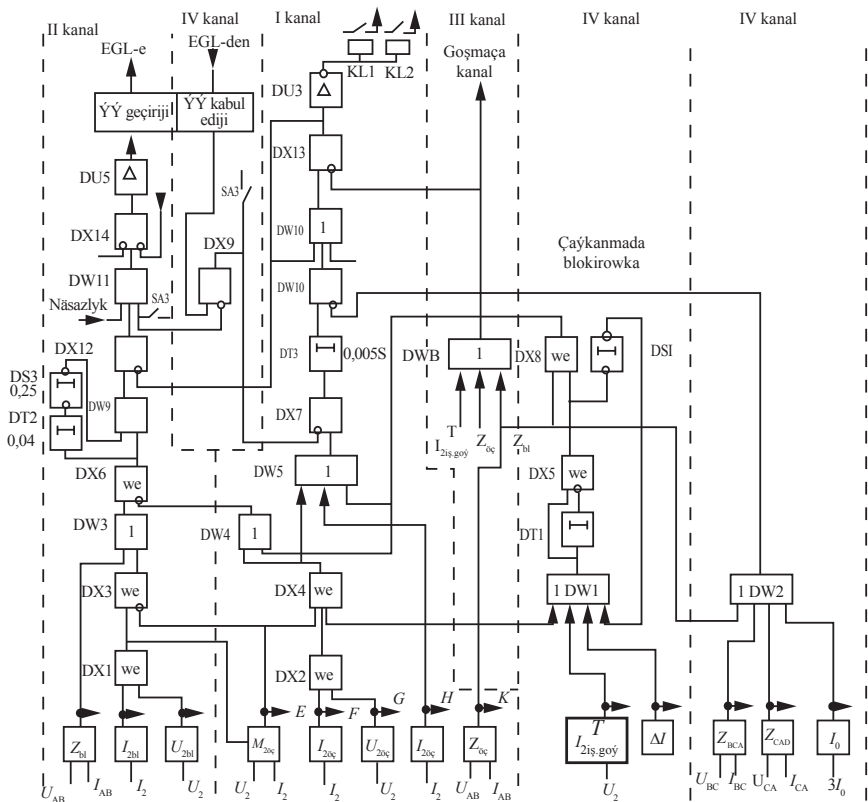 II kanal
IV kanal
I kanal
III kanal
IV kanal
IV kanal
EGL-e
EGL-den
KL1
KL2
Goşmaça
kanal
ÝÝ geçiriji
ÝÝ kabul
ediji
DU3
DU5
DX13
SA3
DX14
DX9
DW10
1
Çaýkanmada
blokirowka
DW11
DW10
Näsazlyk
SA3
DX12
DT3
0,005S
DWB
1
DX8
we
DSI
DS3
0,25
DW9
DT2
0,04
DX7
T
I2iş.goý
Zöç
Zbl
DX6
we
DW5
1
DX5
we
DW3
1
DW4
1
DT1
DX3
we
DX4
we
1 DW1
1 DW2
DX1
we
DX2
we
E
F
G
H
K
Zbl
I2bl
U2bl
M2öç
I2öç
U2öç
I2öç
Zöç
T
I2iş.goý
ΔI
ZBCA
ZCAD
I0
UAB
IAB
I2
U2
U2
I2
I2
U2
I2
UAB
IAB
U2
UBC
IBC
UCA
ICA
3I0